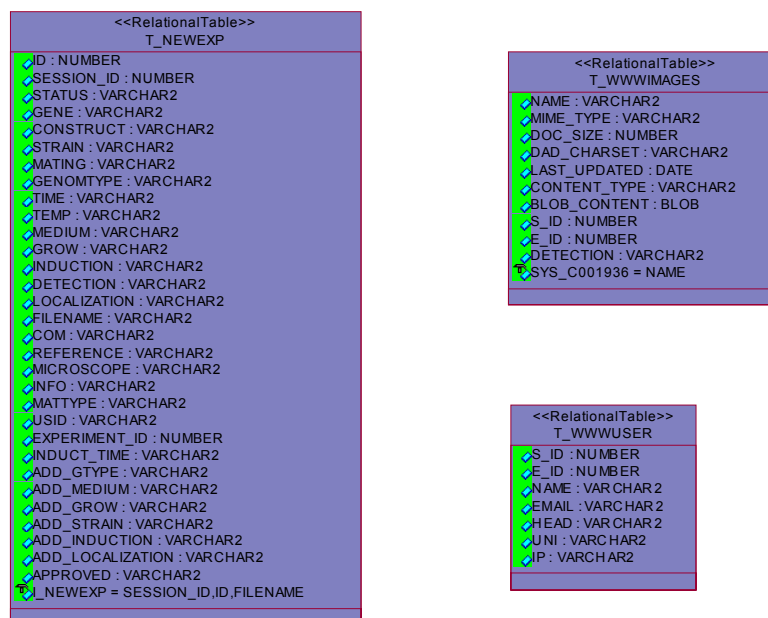 <<RelationalTable>>
T_NEWEXP
ID : NUMBER
SESSION_ID : NUMBER
STATUS : VARCHAR2
GENE : VARCHAR2
CONSTRUCT : VARCHAR2
STRAIN : VARCHAR2
MATING : VARCHAR2
GENOMTYPE : VARCHAR2
TIME : VARCHAR2
TEMP : VARCHAR2
MEDIUM : VARCHAR2
GROW : VARCHAR2
INDUCTION : VARCHAR2
DETECTION : VARCHAR2
LOCALIZATION : VARCHAR2
FILENAME : VARCHAR2
COM : VARCHAR2
REFERENCE : VARCHAR2
MICROSCOPE : VARCHAR2
INFO : VARCHAR2
MATTYPE : VARCHAR2
USID : VARCHAR2
EXPERIMENT_ID : NUMBER
INDUCT_TIME : VARCHAR2
ADD_GTYPE : VARCHAR2
ADD_MEDIUM : VARCHAR2
ADD_GROW : VARCHAR2
ADD_STRAIN : VARCHAR2
ADD_INDUCTION : VARCHAR2
ADD_LOCALIZATION : VARCHAR2
APPROVED : VARCHAR2
I_NEWEXP = SESSION_ID,ID,FILENAME
<<RelationalTable>>
T_WWWIMAGES
NAME : VARCHAR2
MIME_TYPE : VARCHAR2
DOC_SIZE : NUMBER
DAD_CHARSET : VARCHAR2
LAST_UPDATED : DATE
CONTENT_TYPE : VARCHAR2
BLOB_CONTENT : BLOB
S_ID : NUMBER
E_ID : NUMBER
DETECTION : VARCHAR2
SYS_C001936 = NAME
<<RelationalTable>>
T_WWWUSER
S_ID : NUMBER
E_ID : NUMBER
NAME : VARCHAR2
EMAIL : VARCHAR2
HEAD : VARCHAR2
UNI : VARCHAR2
IP : VARCHAR2